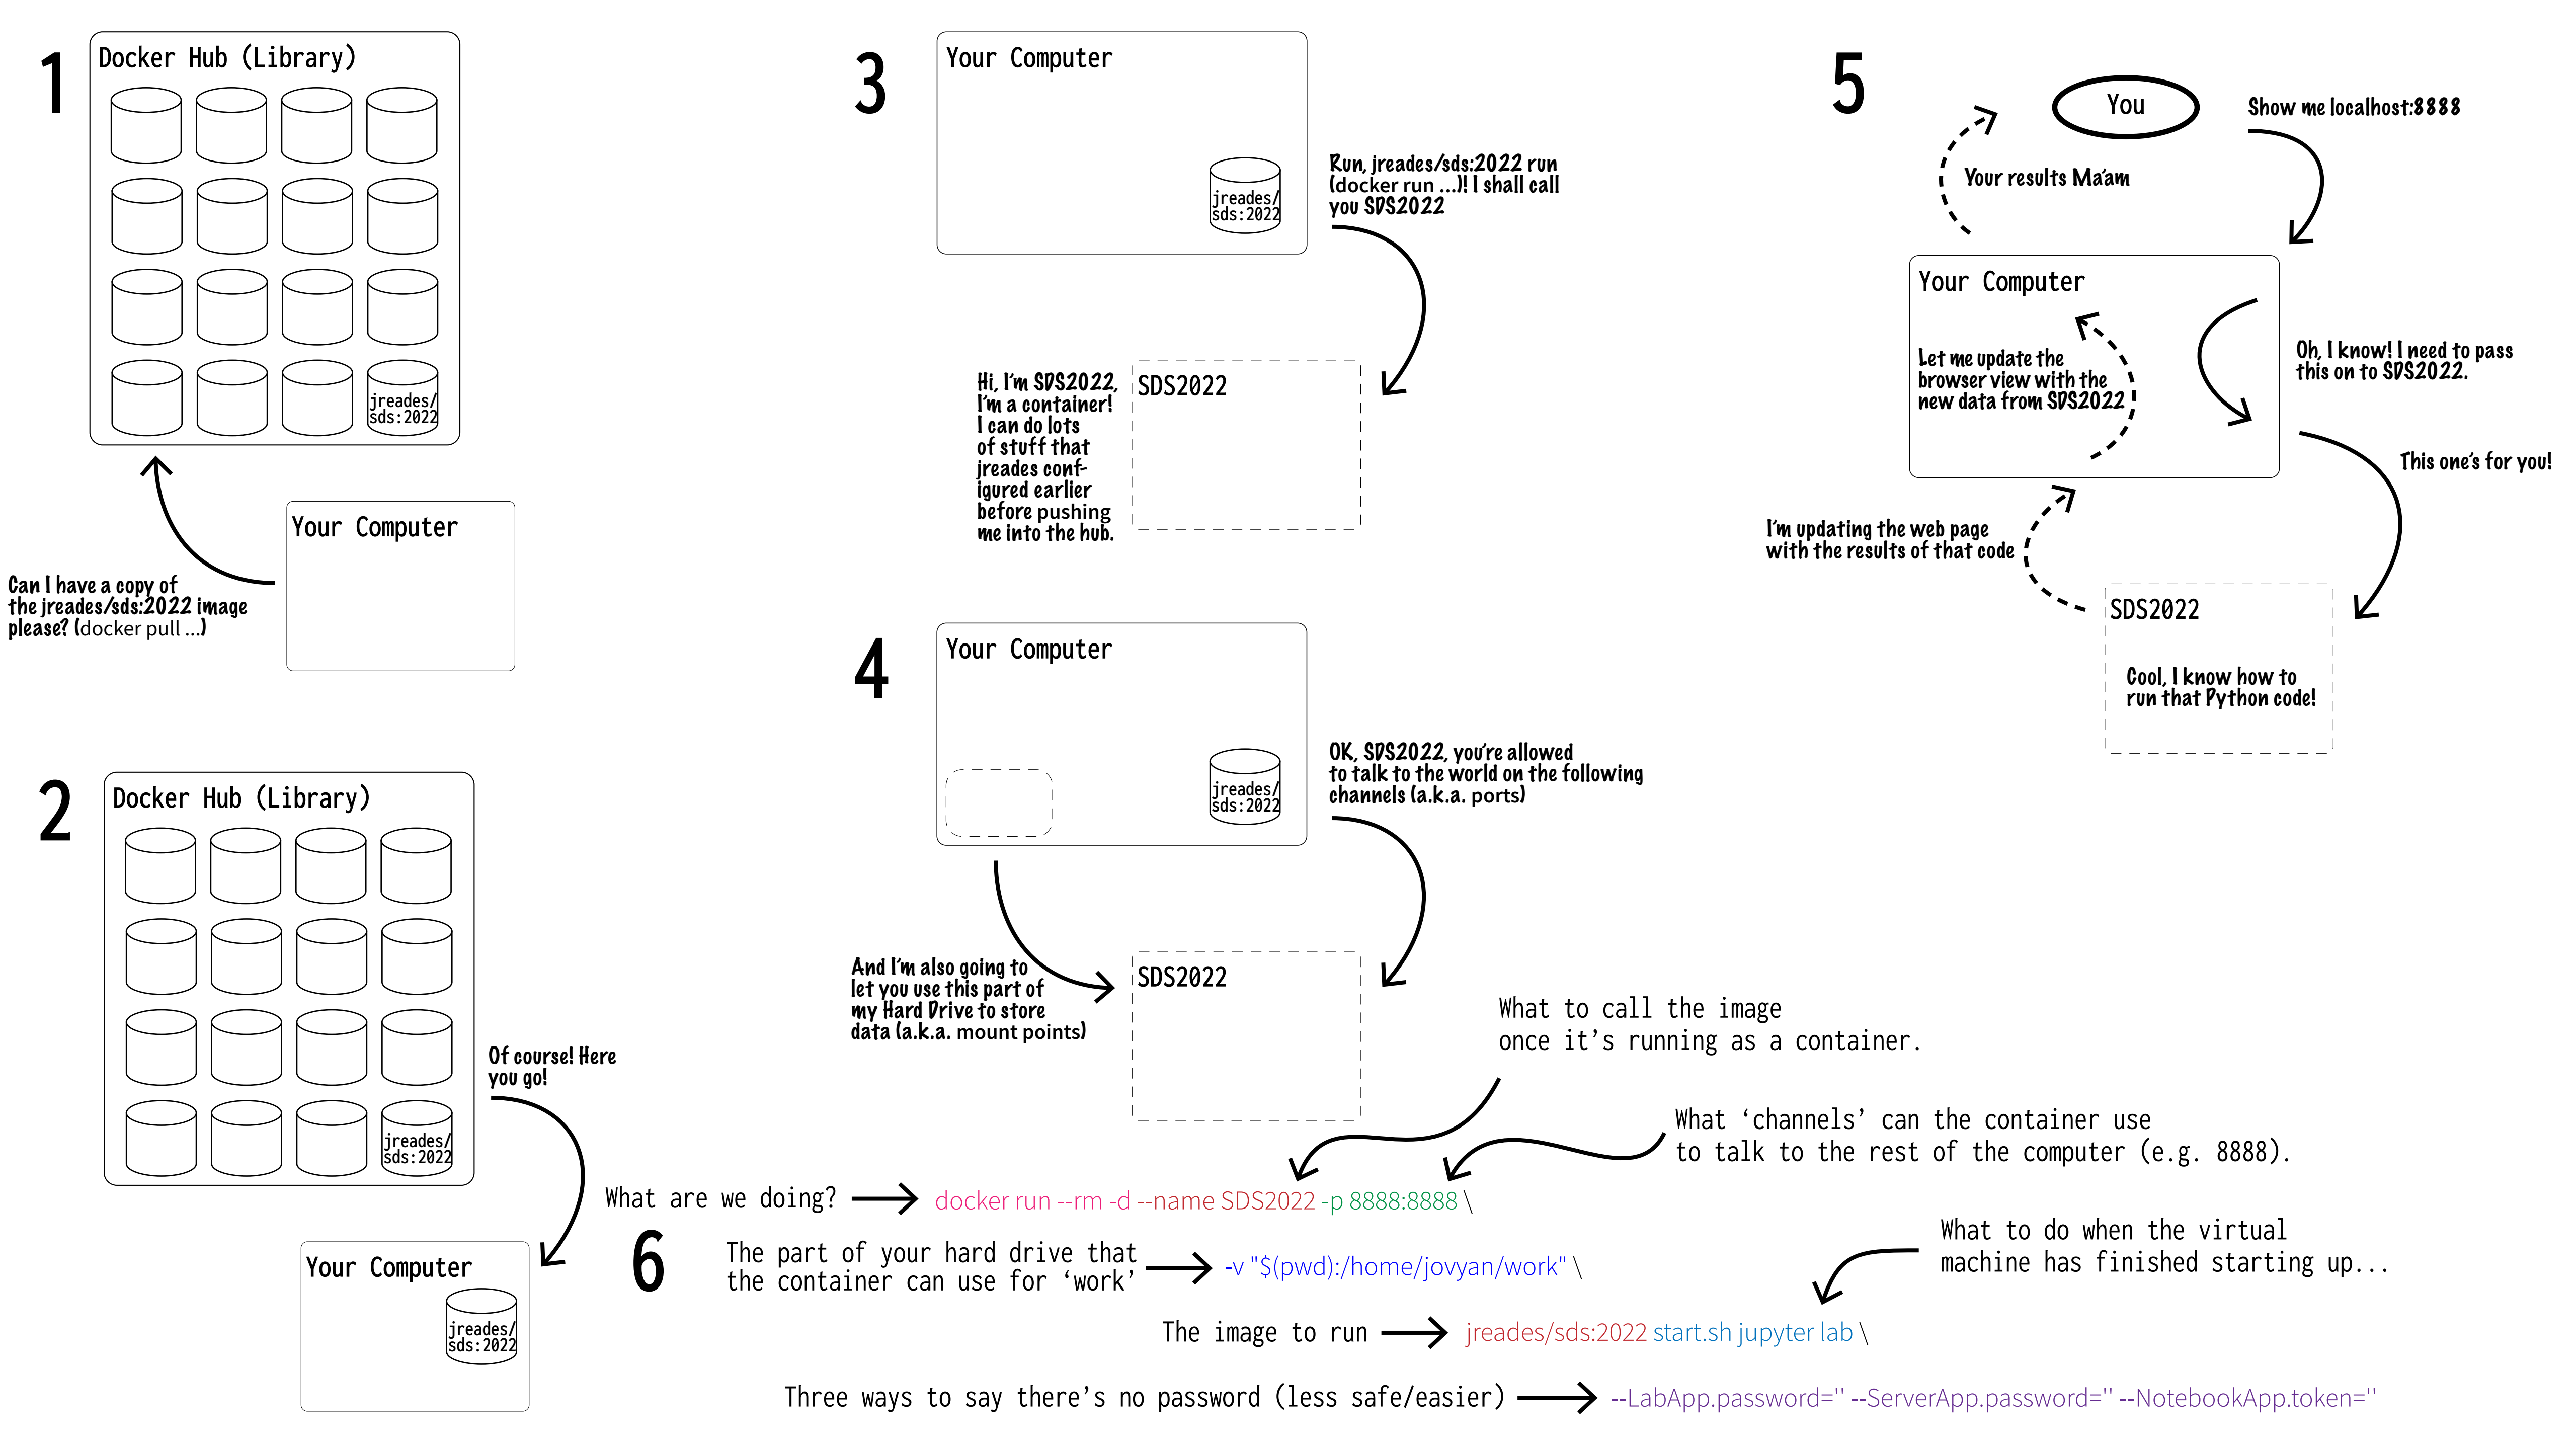 1
Docker Hub (Library)
jreades/
sds:2022
Your Computer
Can I have a copy of
the jreades/sds:2022 image
please? (docker pull ...)
2
Docker Hub (Library)
jreades/
sds:2022
Of course! Here
you go!
Your Computer
jreades/
sds:2022
3
Your Computer
jreades/
sds:2022
Run, jreades/sds:2022 run
(docker run ...)! I shall call
you SDS2022
Hi, I'm SDS2022,
I'm a container!
I can do lots
of stuff that
jreades conf-
igured earlier
before pushing
me into the hub.
SDS2022
4
Your Computer
jreades/
sds:2022
OK, SDS2022, you're allowed
to talk to the world on the following
channels (a.k.a. ports)
And I'm also going to
let you use this part of
my Hard Drive to store
data (a.k.a. mount points)
SDS2022
5
You
Show me localhost:8888
Your results Ma'am
Your Computer
Let me update the
browser view with the
new data from SDS2022
Oh, I know! I need to pass
this on to SDS2022.
This one's for you!
I'm updating the web page
with the results of that code
SDS2022
Cool, I know how to
run that Python code!
6
What to call the image
once it’s running as a container.
What ‘channels’ can the container use
to talk to the rest of the computer (e.g. 8888).
What are we doing?
docker run --rm -d --name SDS2022 -p 8888:8888 \
The part of your hard drive that
the container can use for ‘work’
-v "$(pwd):/home/jovyan/work" \
What to do when the virtual
machine has finished starting up...
The image to run
jreades/sds:2022 start.sh jupyter lab \
Three ways to say there’s no password (less safe/easier)
--LabApp.password='' --ServerApp.password='' --NotebookApp.token=''